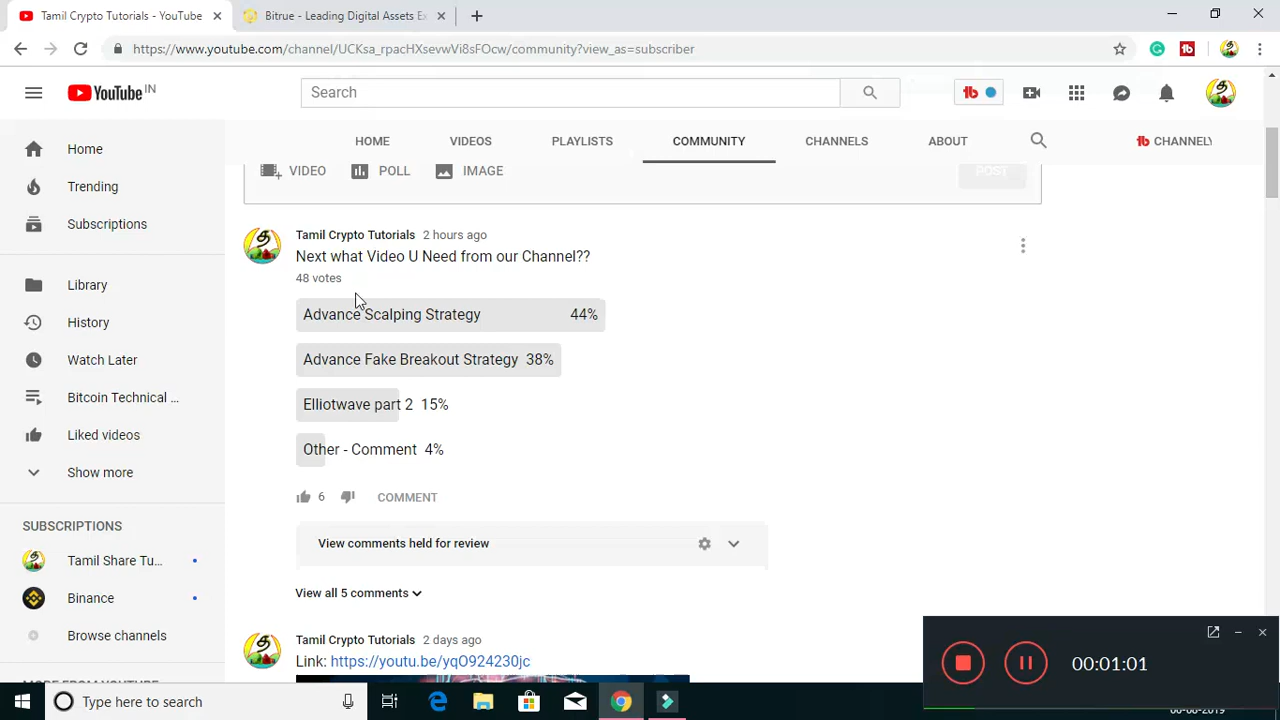 Tamil Crypto Tutorials - YouTube
Bitrue - Leading Digital Assets Ex
https://www.youtube.com/channel/UCKsa_rpacHXsevwVi8sFOcw/community?view_as=subscriber
YouTube IN
Search
HOME VIDEOS PLAYLISTS COMMUNITY CHANNELS ABOUT CHANNELY
VIDEO POLL IMAGE POST
Home
Trending
Subscriptions
Library
History
Watch Later
Bitcoin Technical ...
Liked videos
Show more
SUBSCRIPTIONS
Tamil Share Tu...
Binance
Browse channels
Tamil Crypto Tutorials 2 hours ago
Next what Video U Need from our Channel??
48 votes
Advance Scalping Strategy 44%
Advance Fake Breakout Strategy 38%
Elliotwave part 2 15%
Other - Comment 4%
6 COMMENT
View comments held for review
View all 5 comments
Tamil Crypto Tutorials 2 days ago
Link: https://youtu.be/yqO924230jc
00:01:01
Type here to search